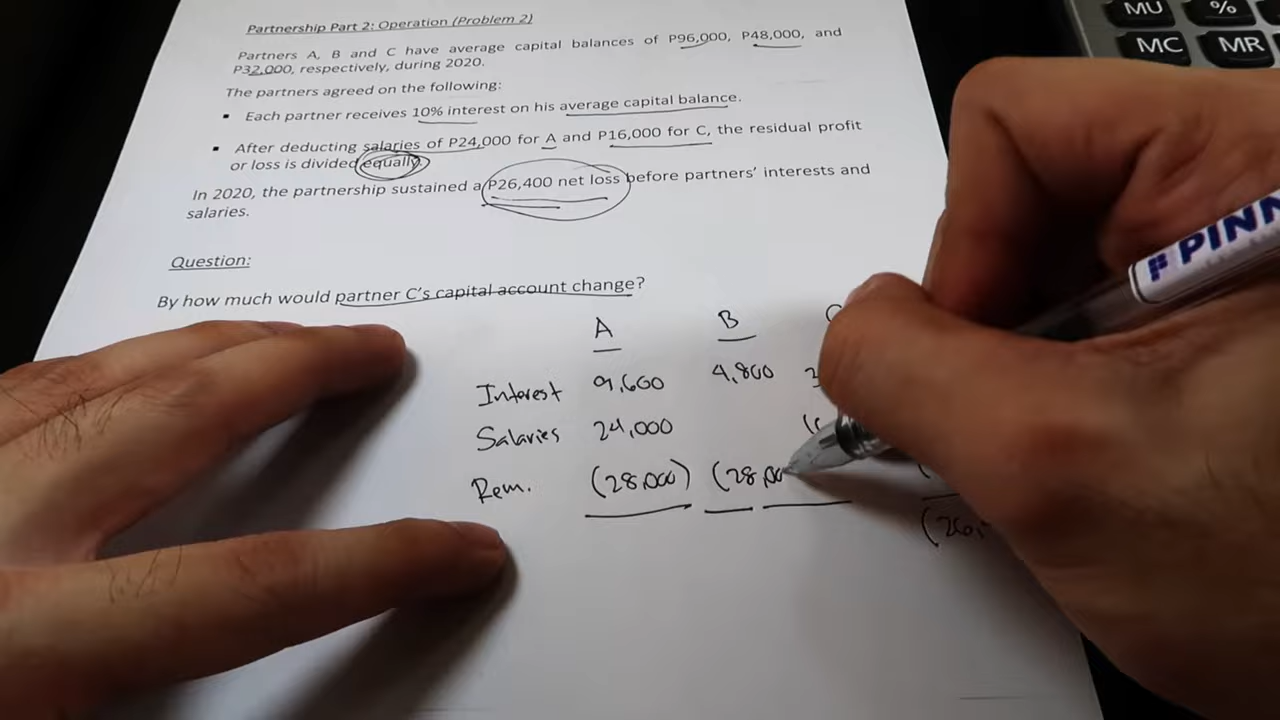 MU %
MC MR
Partnership Part 2: Operation (Problem 2)
Partners A, B and C have average capital balances of P96,000, P48,000, and
P32,000, respectively, during 2020.
The partners agreed on the following:
▪ Each partner receives 10% interest on his average capital balance.
▪ After deducting salaries of P24,000 for A and P16,000 for C, the residual profit
or loss is divided equally.
In 2020, the partnership sustained a P26,400 net loss before partners' interests and
salaries.
Question:
By how much would partner C's capital account change?
A B
Interest 9,600 4,800
Salaries 24,000
Rem. (28,000) (28,00
(26,
PINN